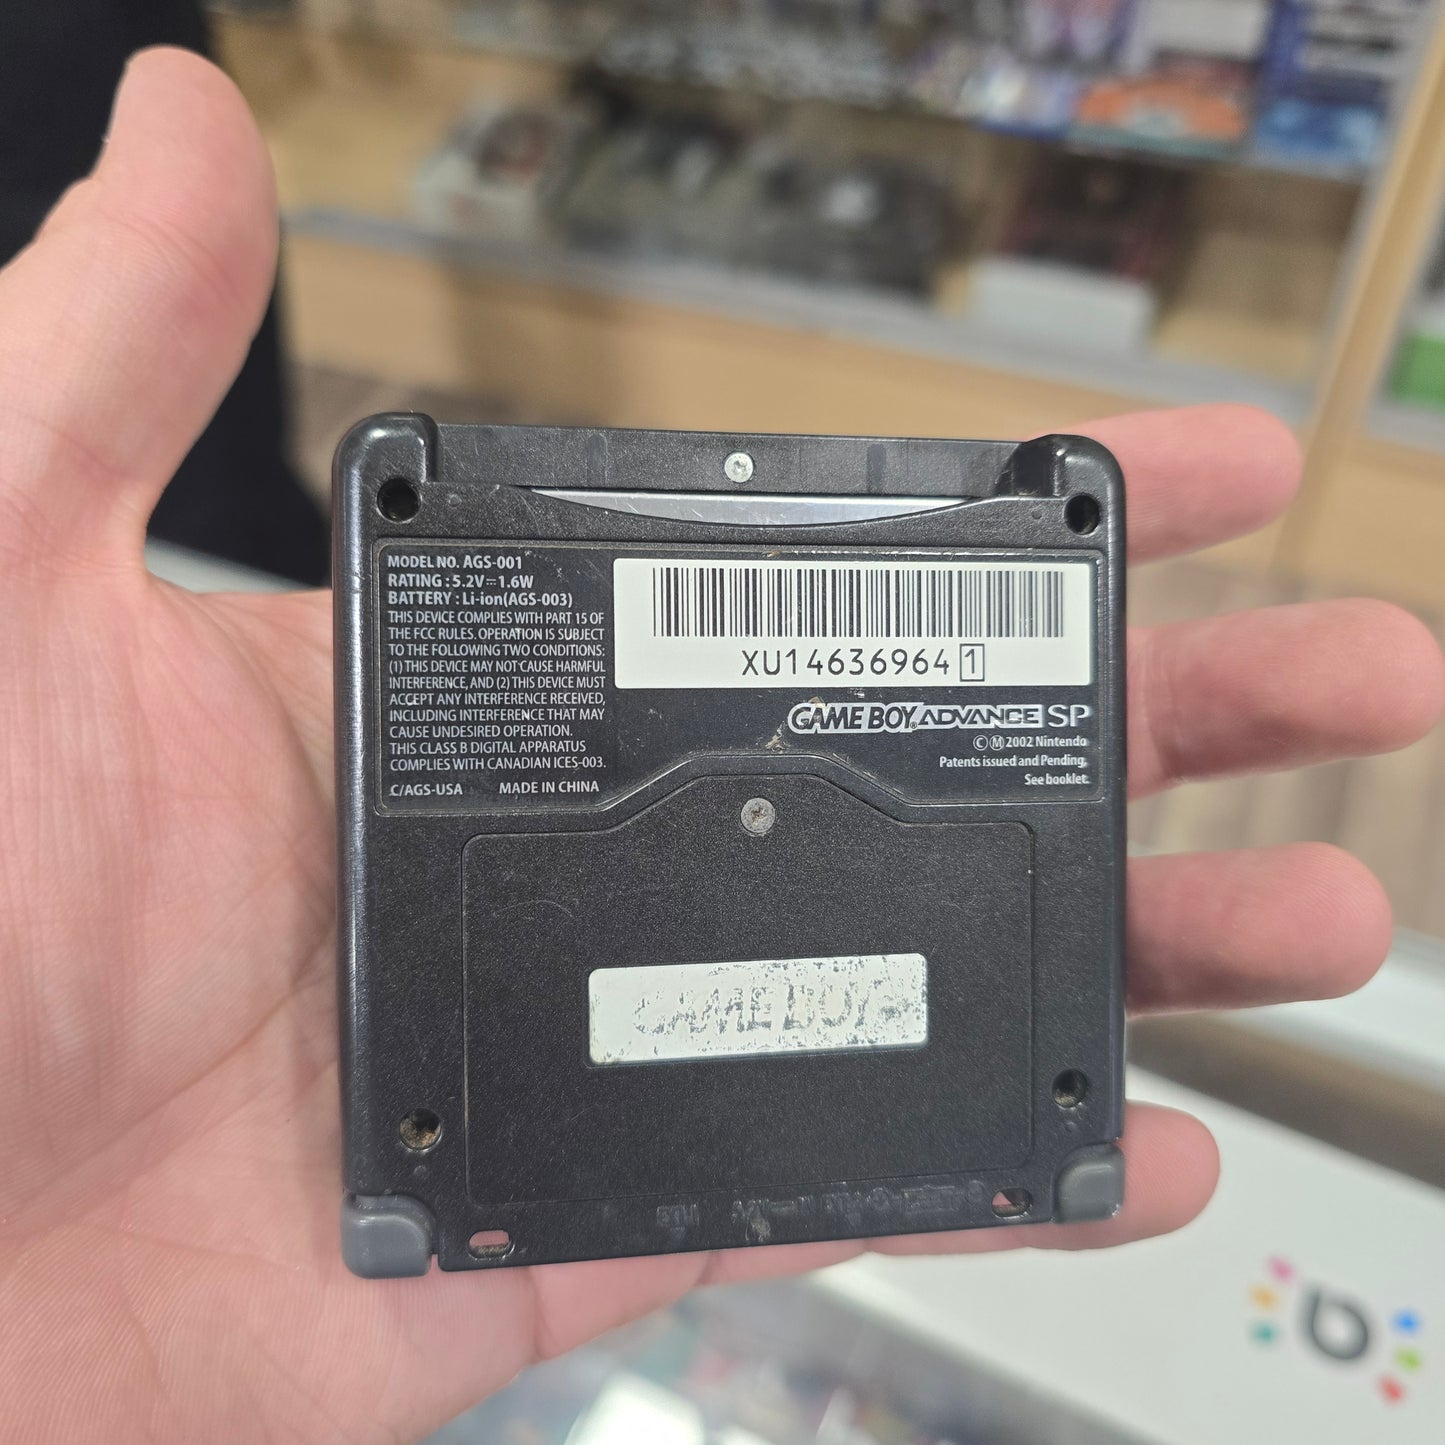 MODEL NO. AGS-001
RATING : 5.2V⎓1.6W
BATTERY : Li-ion(AGS-003)
THIS DEVICE COMPLIES WITH PART 15 OF
THE FCC RULES. OPERATION IS SUBJECT
TO THE FOLLOWING TWO CONDITIONS:
(1) THIS DEVICE MAY NOT CAUSE HARMFUL
INTERFERENCE, AND (2) THIS DEVICE MUST
ACCEPT ANY INTERFERENCE RECEIVED,
INCLUDING INTERFERENCE THAT MAY
CAUSE UNDESIRED OPERATION.
THIS CLASS B DIGITAL APPARATUS
COMPLIES WITH CANADIAN ICES-003.
C/AGS-USA MADE IN CHINA
XU14636964 1
GAME BOY ADVANCE SP
© Ⓜ 2002 Nintendo
Patents issued and Pending,
See booklet.
GAME BOY